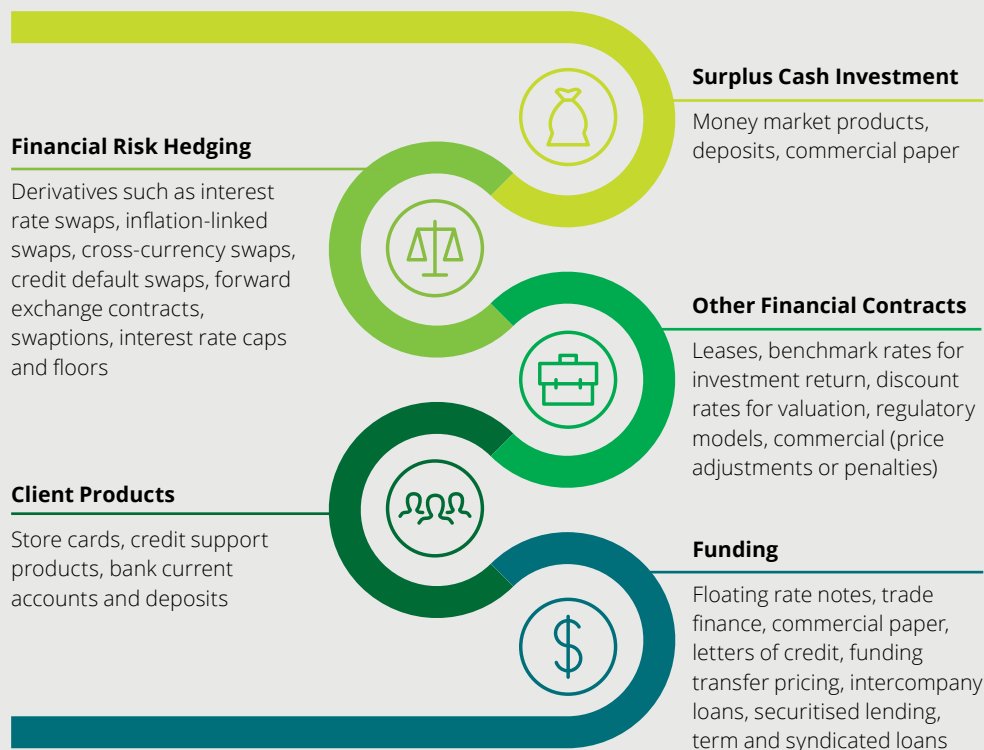 Surplus Cash Investment
Money market products,
deposits, commercial paper
Financial Risk Hedging
Derivatives such as interest
rate swaps, inflation-linked
swaps, cross-currency swaps,
credit default swaps, forward
exchange contracts,
swaptions, interest rate caps
and floors
Other Financial Contracts
Leases, benchmark rates for
investment return, discount
rates for valuation, regulatory
models, commercial (price
adjustments or penalties)
Client Products
Store cards, credit support
products, bank current
accounts and deposits
Funding
Floating rate notes, trade
finance, commercial paper,
letters of credit, funding
transfer pricing, intercompany
loans, securitised lending,
term and syndicated loans
$